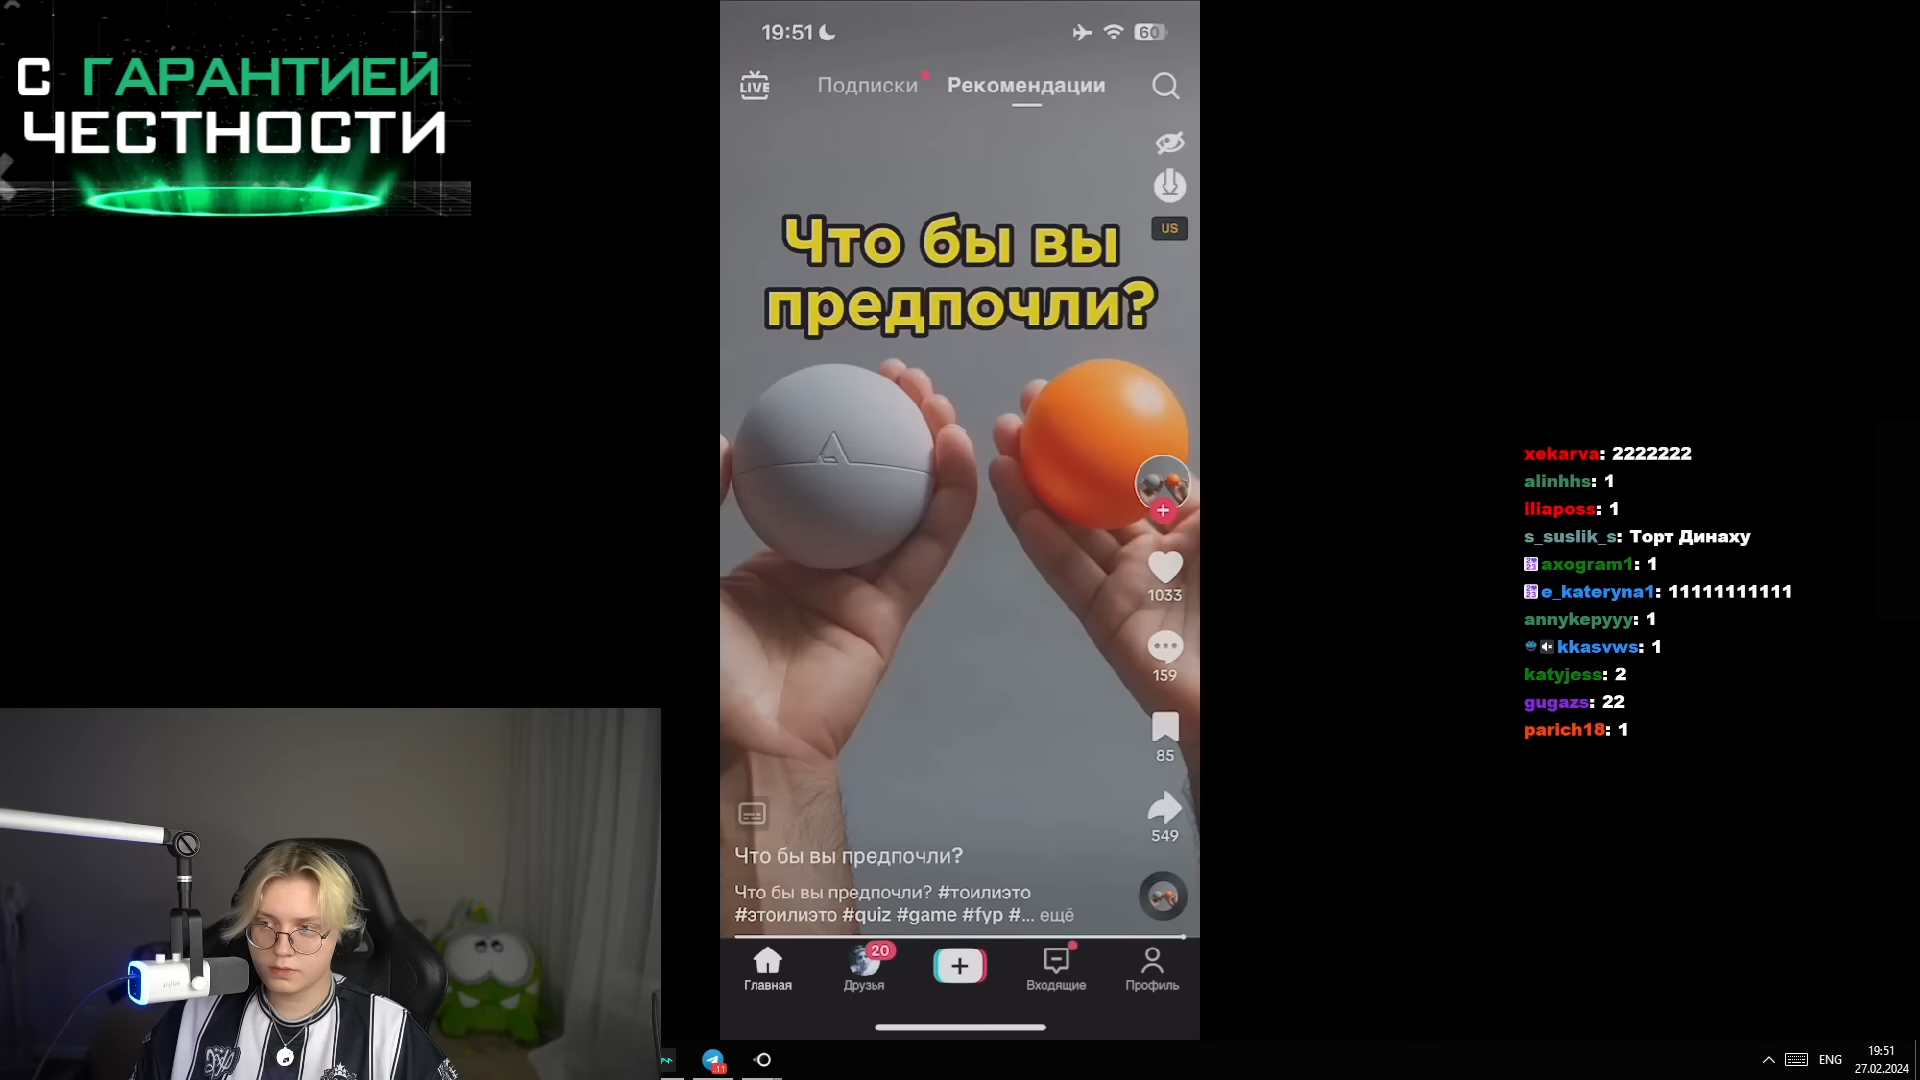 С ГАРАНТИЕЙ
ЧЕСТНОСТИ
19:51
60
LIVE
Подписки
Рекомендации
US
Что бы вы
предпочли?
1033
159
85
549
Что бы вы предпочли?
Что бы вы предпочли? #тоилиэто
#этоилиэто #quiz #game #fyp #... ещё
20
Главная
Друзья
Входящие
Профиль
xekarva: 2222222
alinhhs: 1
iliaposs: 1
s_suslik_s: Торт Динаху
axogram1: 1
e_kateryna1: 11111111111
annykepyyy: 1
kkasvws: 1
katyjess: 2
gugazs: 22
parich18: 1
11
ENG
19:51
27.02.2024